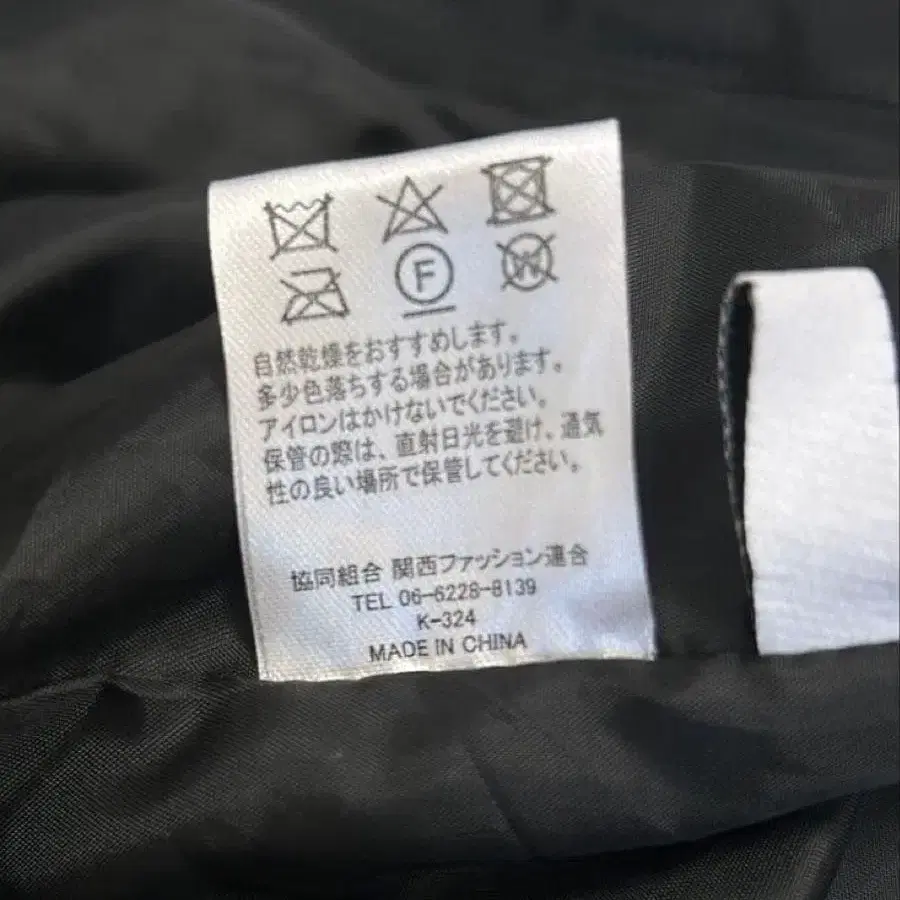 F
W
自然乾燥をおすすめします。
多少色落ちする場合があります。
アイロンはかけないでください。
保管の際は、直射日光を避け、通気
性の良い場所で保管してください。
協同組合 関西ファッション連合
TEL 06-6228-8139
K-324
MADE IN CHINA